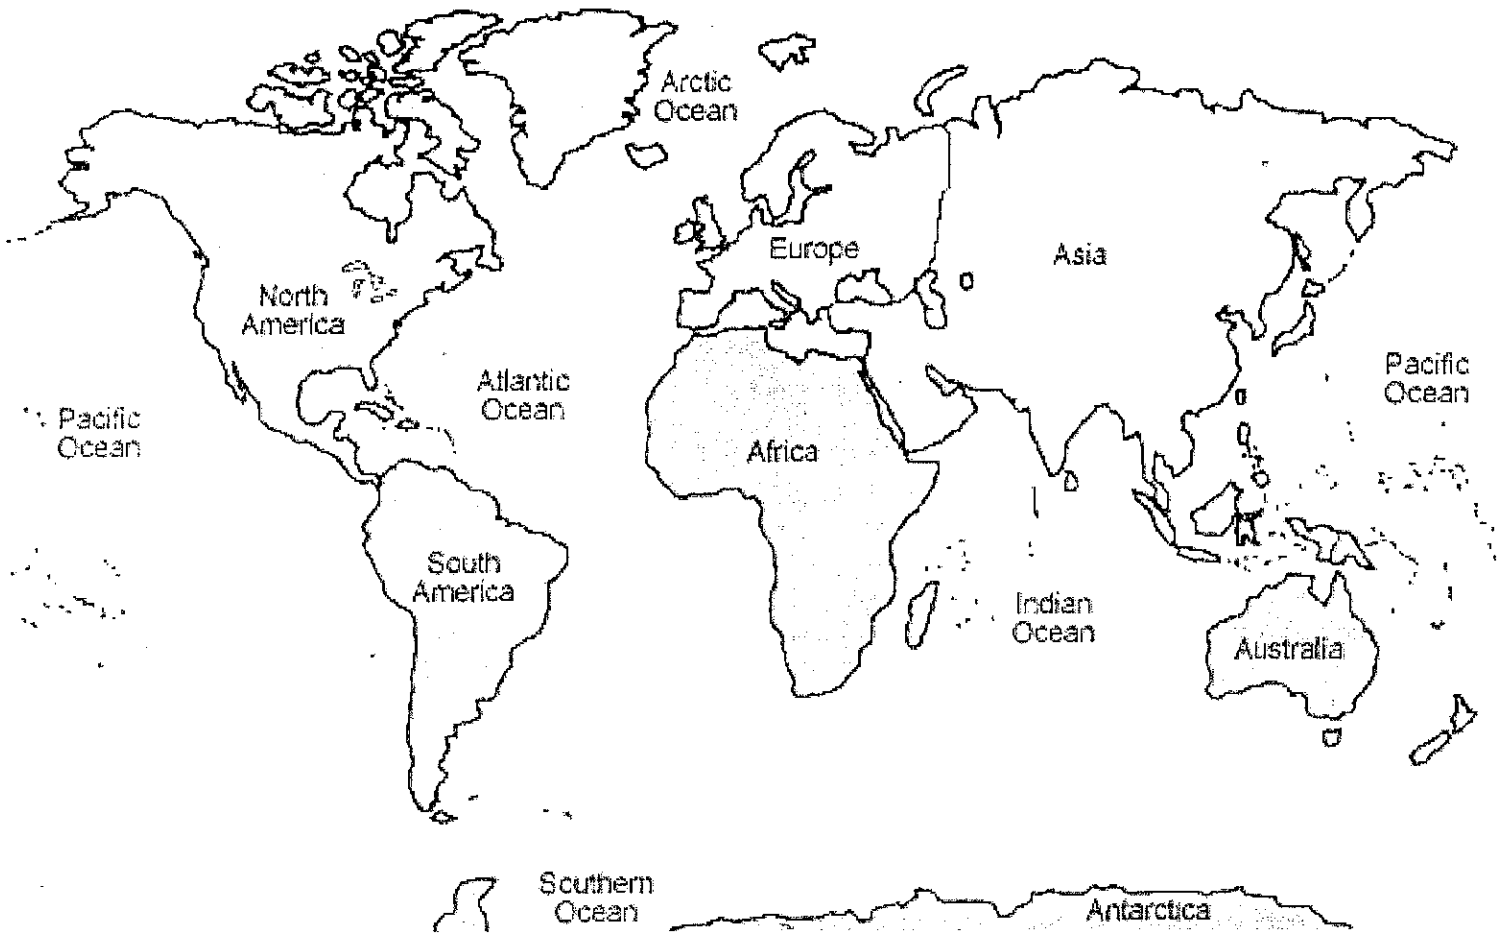 Arctic
Ocean
Europe
Asia
North
America
Atlantic
Ocean
Pacific
Ocean
Pacific
Ocean
Africa
South
America
Indian
Ocean
Australia
Southern
Ocean
Antarctica